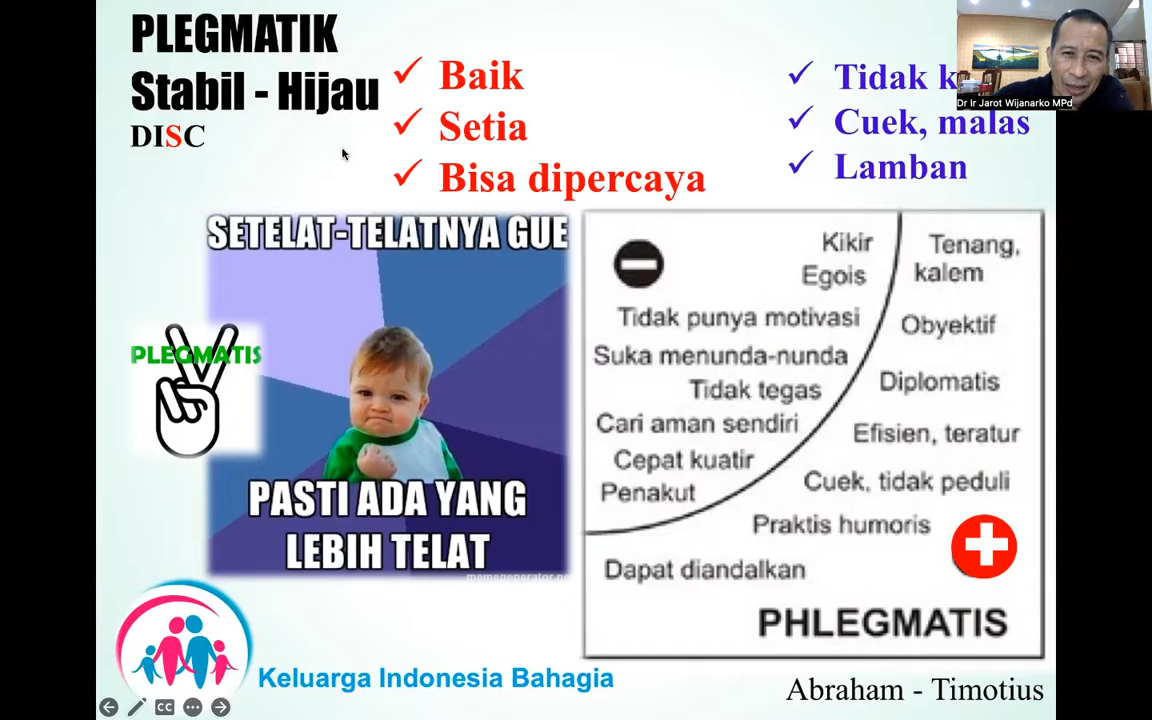 PLEGMATIK
Stabil - Hijau
DISC
Baik
Setia
Bisa dipercaya
Tidak
Cuek, malas
Lamban
Dr Ir Jarot Wijanarko MPd
SETELAT-TELATNYA GUE
PASTI ADA YANG
LEBIH TELAT
memegenerator.ne
PLEGMATIS
Kikir
Egois
Tidak punya motivasi
Suka menunda-nunda
Tidak tegas
Cari aman sendiri
Cepat kuatir
Penakut
Tenang,
kalem
Obyektif
Diplomatis
Efisien, teratur
Cuek, tidak peduli
Praktis humoris
Dapat diandalkan
PHLEGMATIS
Keluarga Indonesia Bahagia
Abraham - Timotius
CC